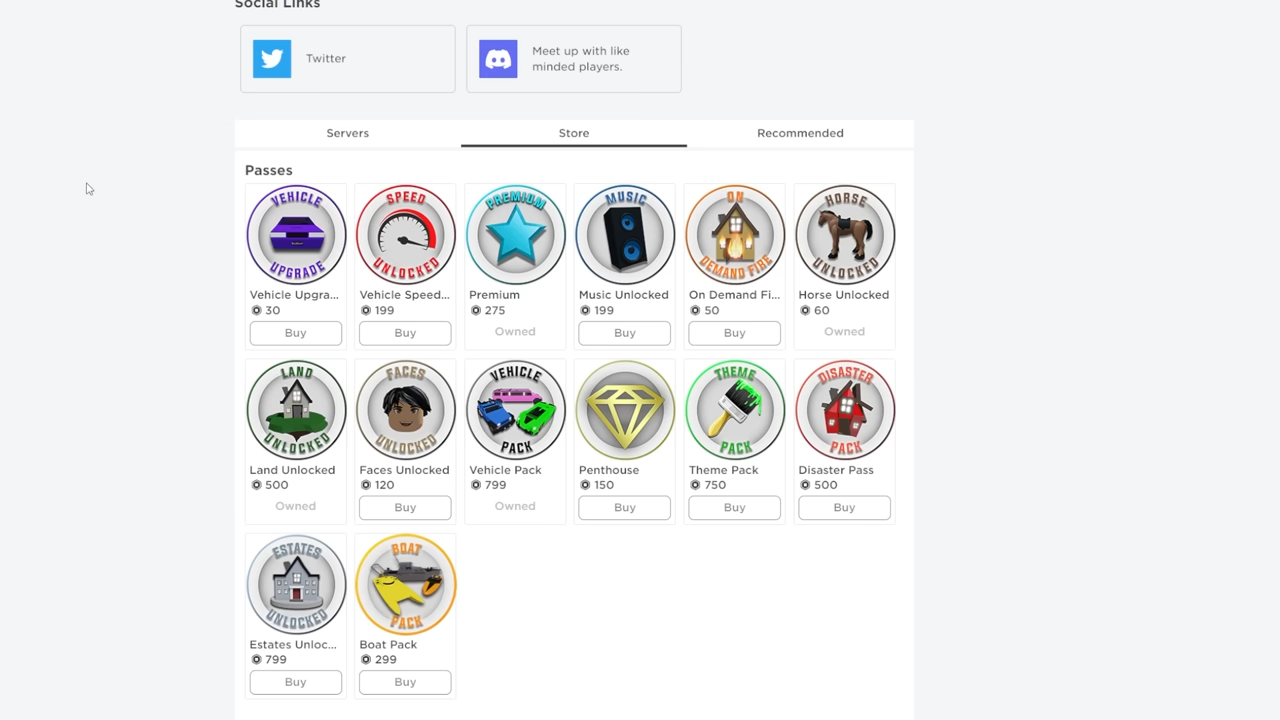 Social Links
Twitter
Meet up with like
minded players.
Servers Store Recommended
Passes
VEHICLE UPGRADE
SPEED UNLOCKED
PREMIUM
MUSIC
ON DEMAND FIRE
HORSE UNLOCKED
Vehicle Upgra... Vehicle Speed... Premium Music Unlocked On Demand Fi... Horse Unlocked
30 199 275 199 50 60
Buy Buy Owned Buy Buy Owned
LAND UNLOCKED
FACES UNLOCKED
VEHICLE PACK
THEME PACK
DISASTER PACK
Land Unlocked Faces Unlocked Vehicle Pack Penthouse Theme Pack Disaster Pass
500 120 799 150 750 500
Owned Buy Owned Buy Buy Buy
ESTATES UNLOCKED
BOAT PACK
Estates Unloc... Boat Pack
799 299
Buy Buy